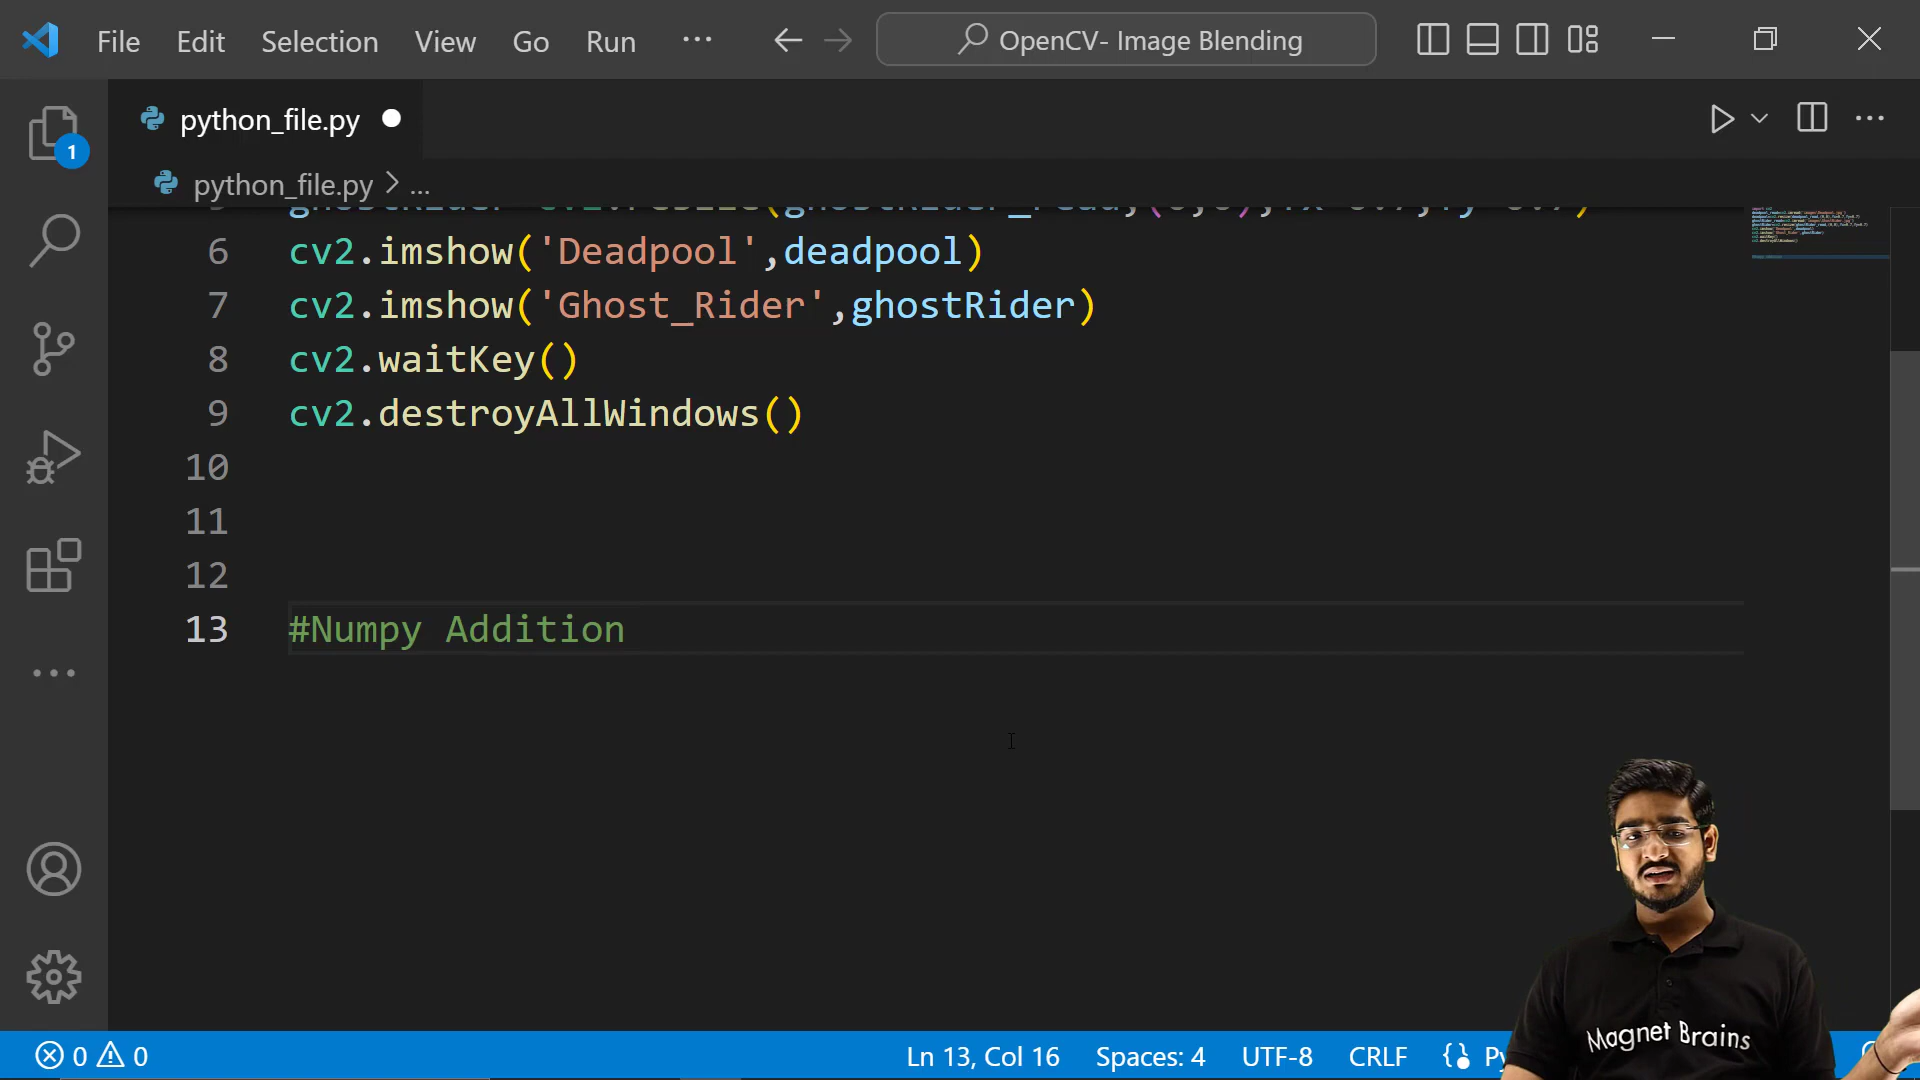 File Edit Selection View Go Run ... OpenCV- Image Blending
python_file.py
1
python_file.py > ...
6 cv2.imshow('Deadpool',deadpool)
7 cv2.imshow('Ghost_Rider',ghostRider)
8 cv2.waitKey()
9 cv2.destroyAllWindows()
10
11
12
13 #Numpy Addition
Magnet Brains
0 0 Ln 13, Col 16 Spaces: 4 UTF-8 CRLF